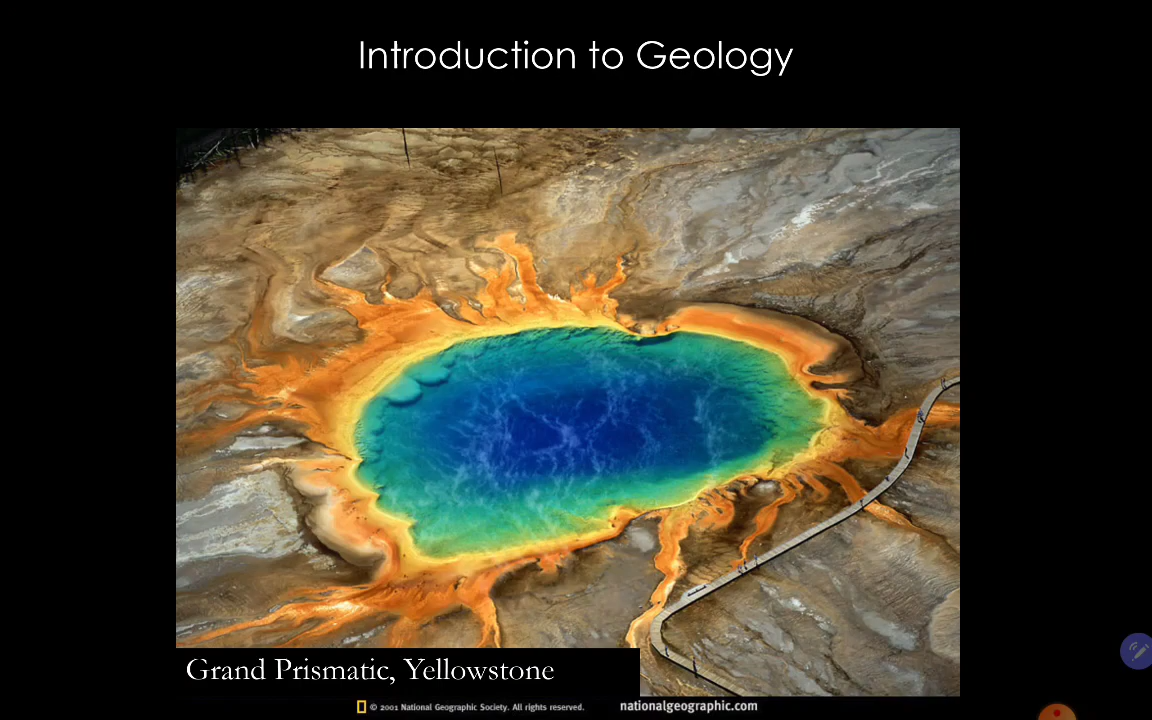 Introduction to Geology
Grand Prismatic, Yellowstone
© 2001 National Geographic Society. All rights reserved.
nationalgeographic.com